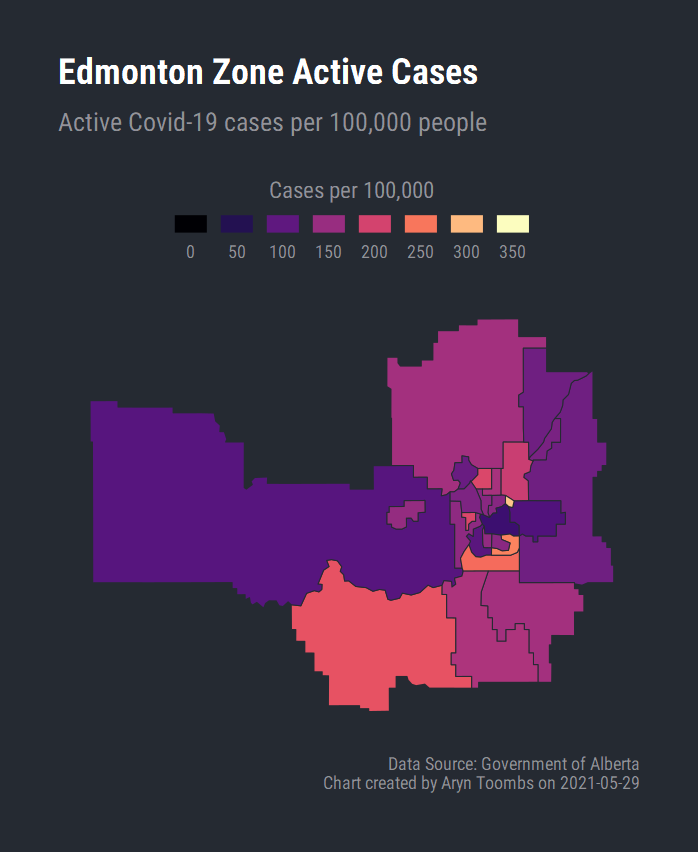 Edmonton Zone Active Cases
Active Covid-19 cases per 100,000 people
Cases per 100,000
0 50 100 150 200 250 300 350
Data Source: Government of Alberta
Chart created by Aryn Toombs on 2021-05-29